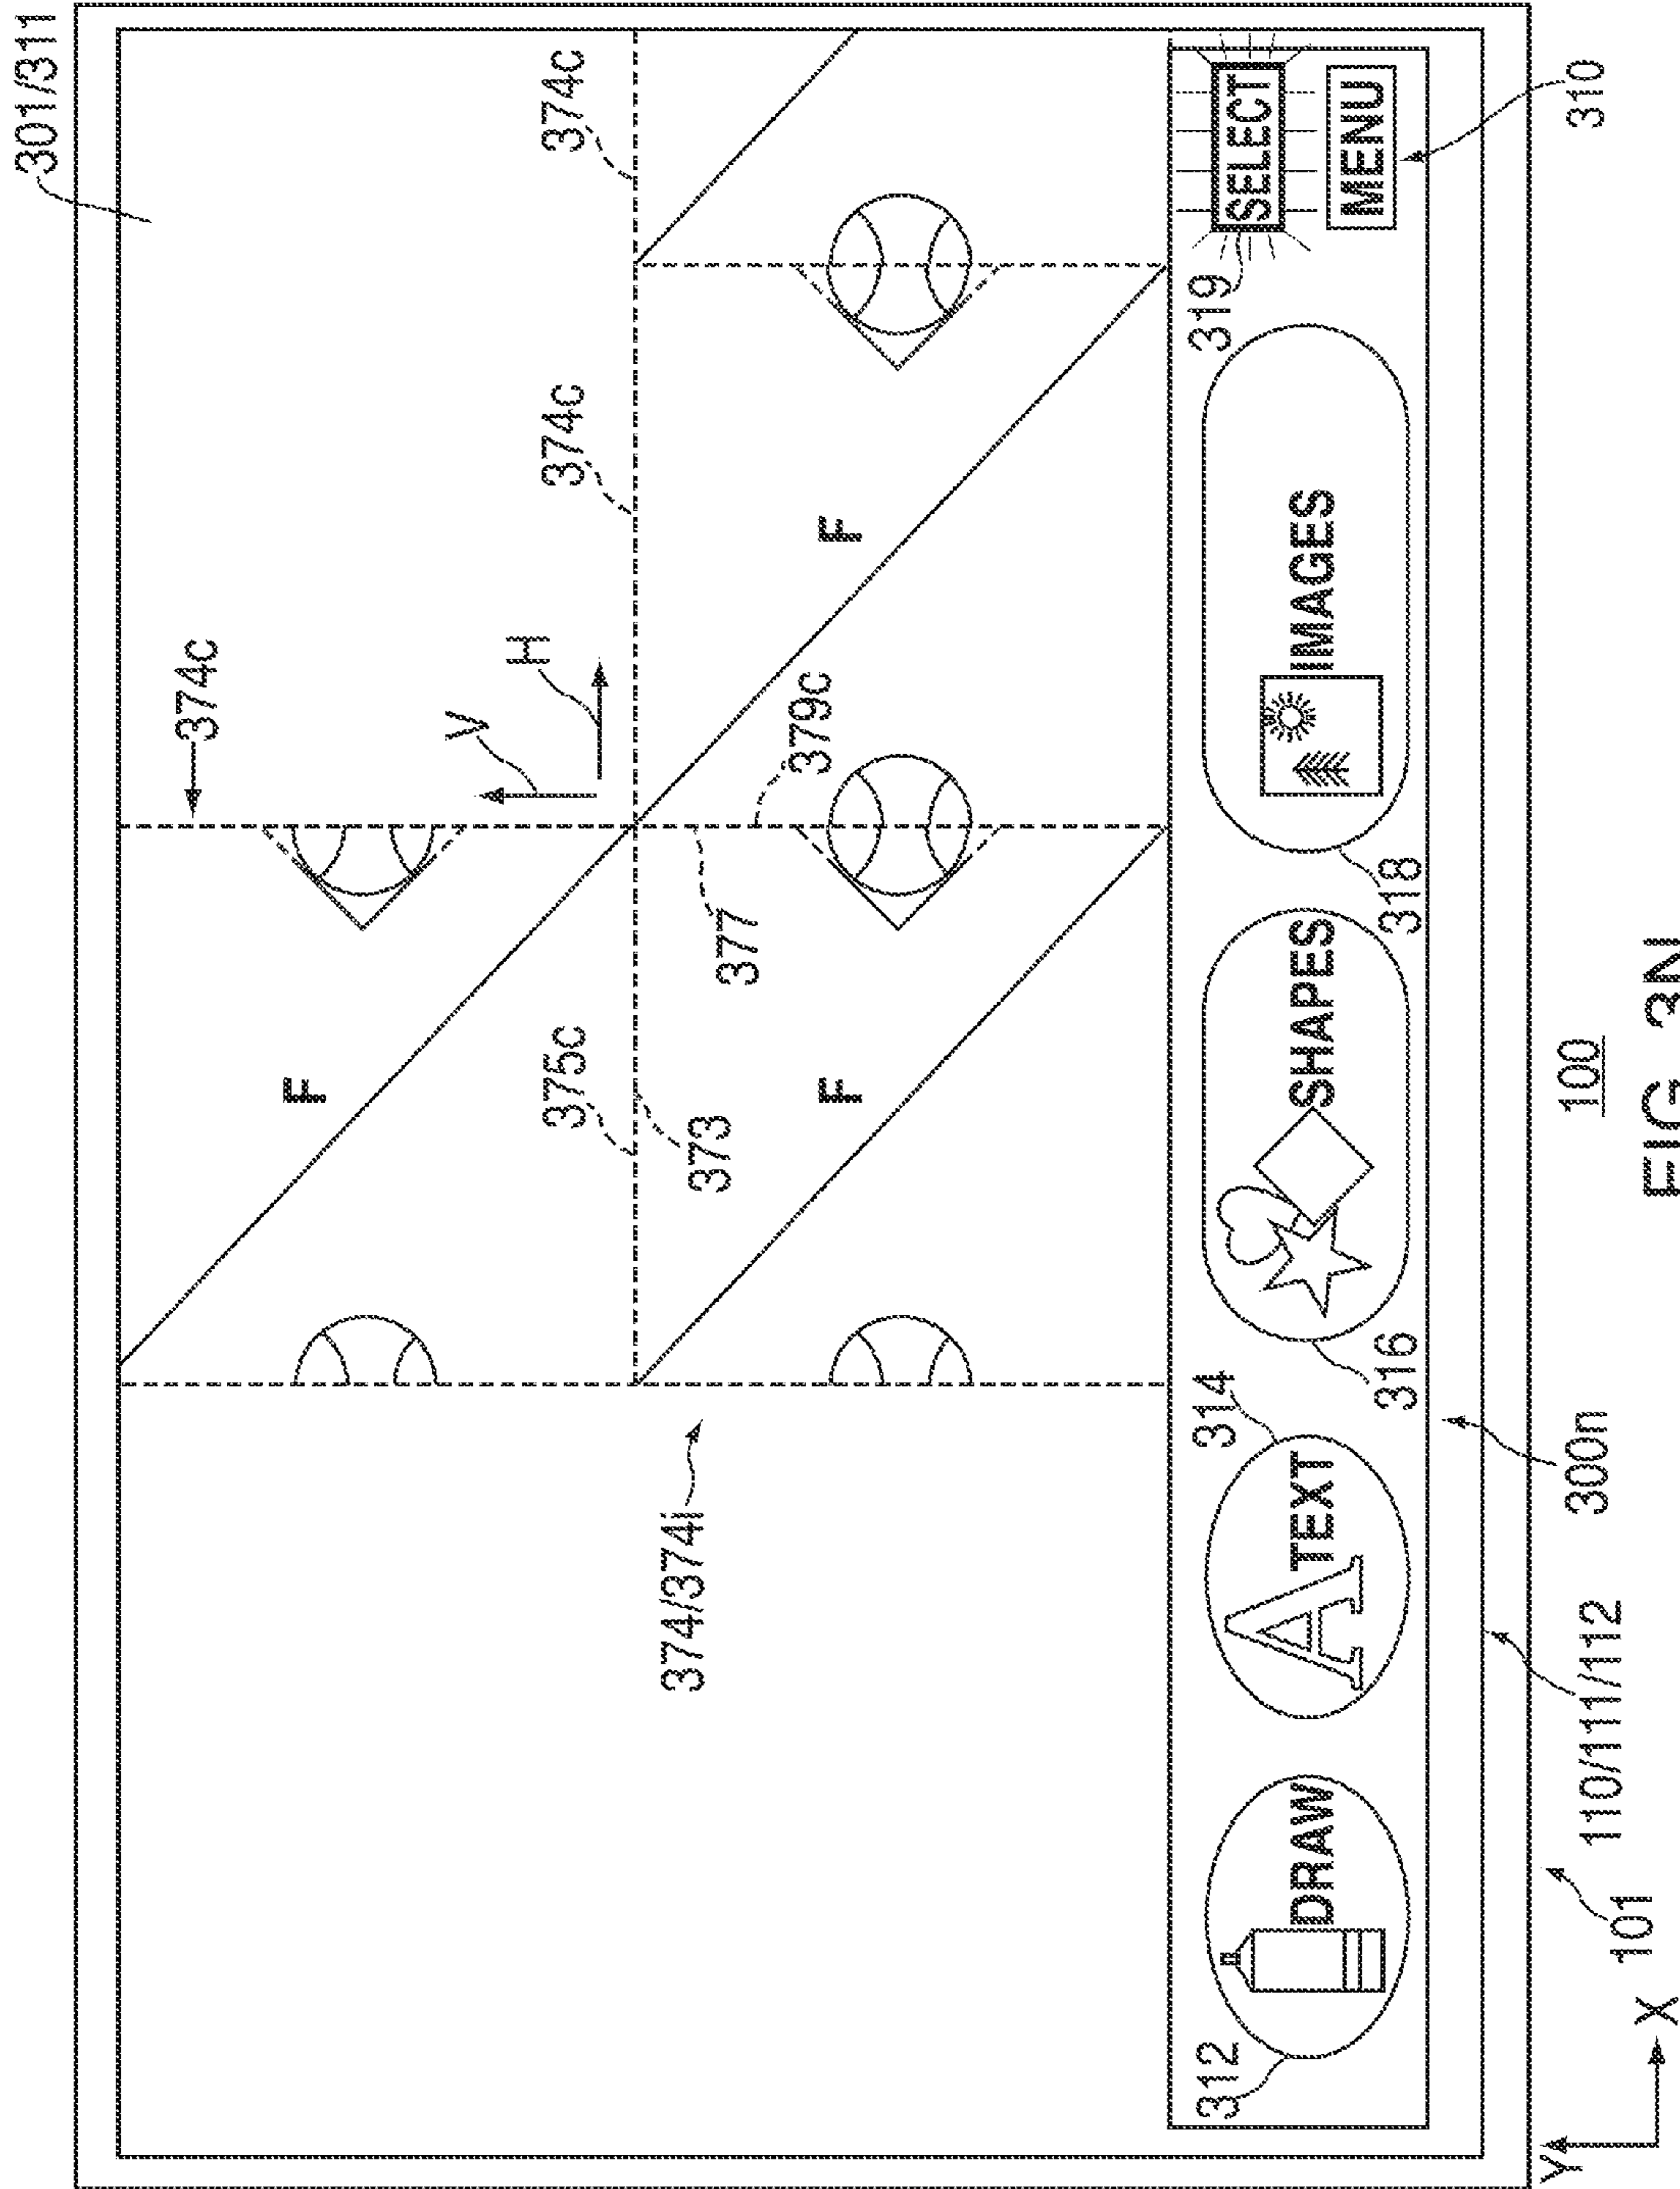 301/311
374c
F
V
H
375c
374c
374c
374/374i
373
377
379c
F
F
312
314
319
SELECT
DRAW
A TEXT
SHAPES
IMAGES
MENU
316
318
Y
110/111/112
300n
100
310
101
X
FIG 3NI